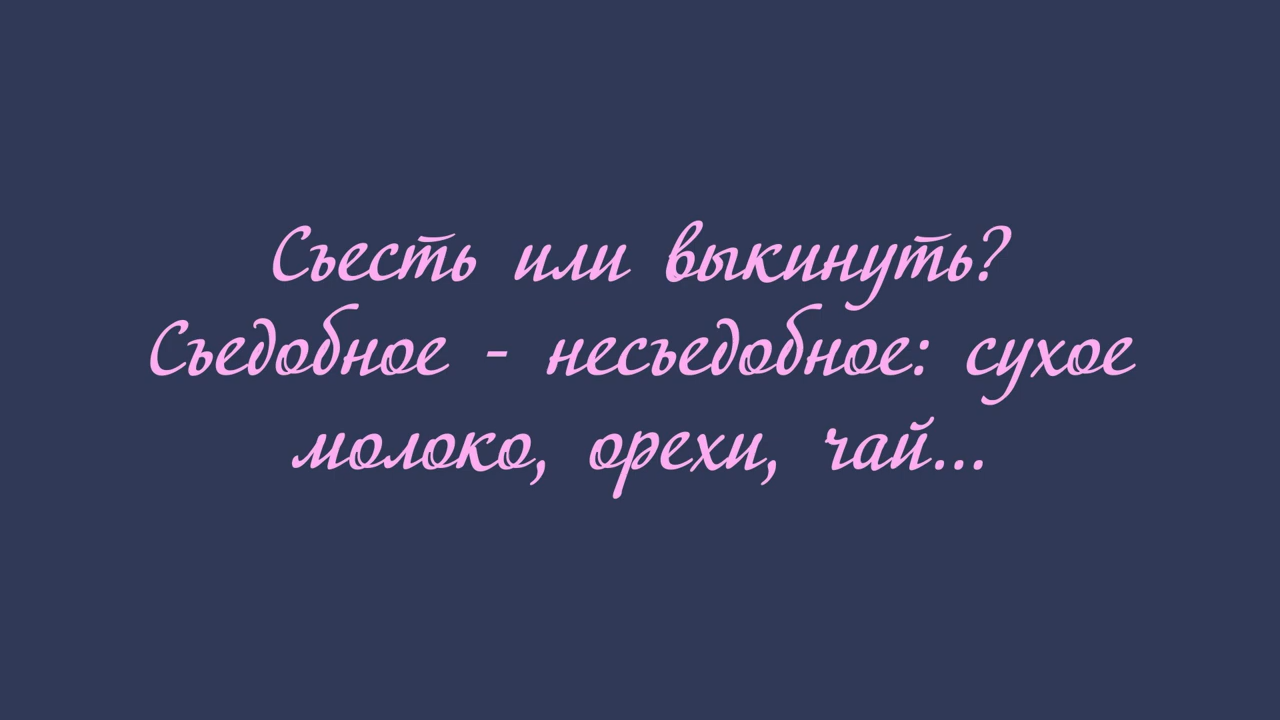 Съесть или выкинуть?
Съедобное - несъедобное: сухое
молоко, орехи, чай...